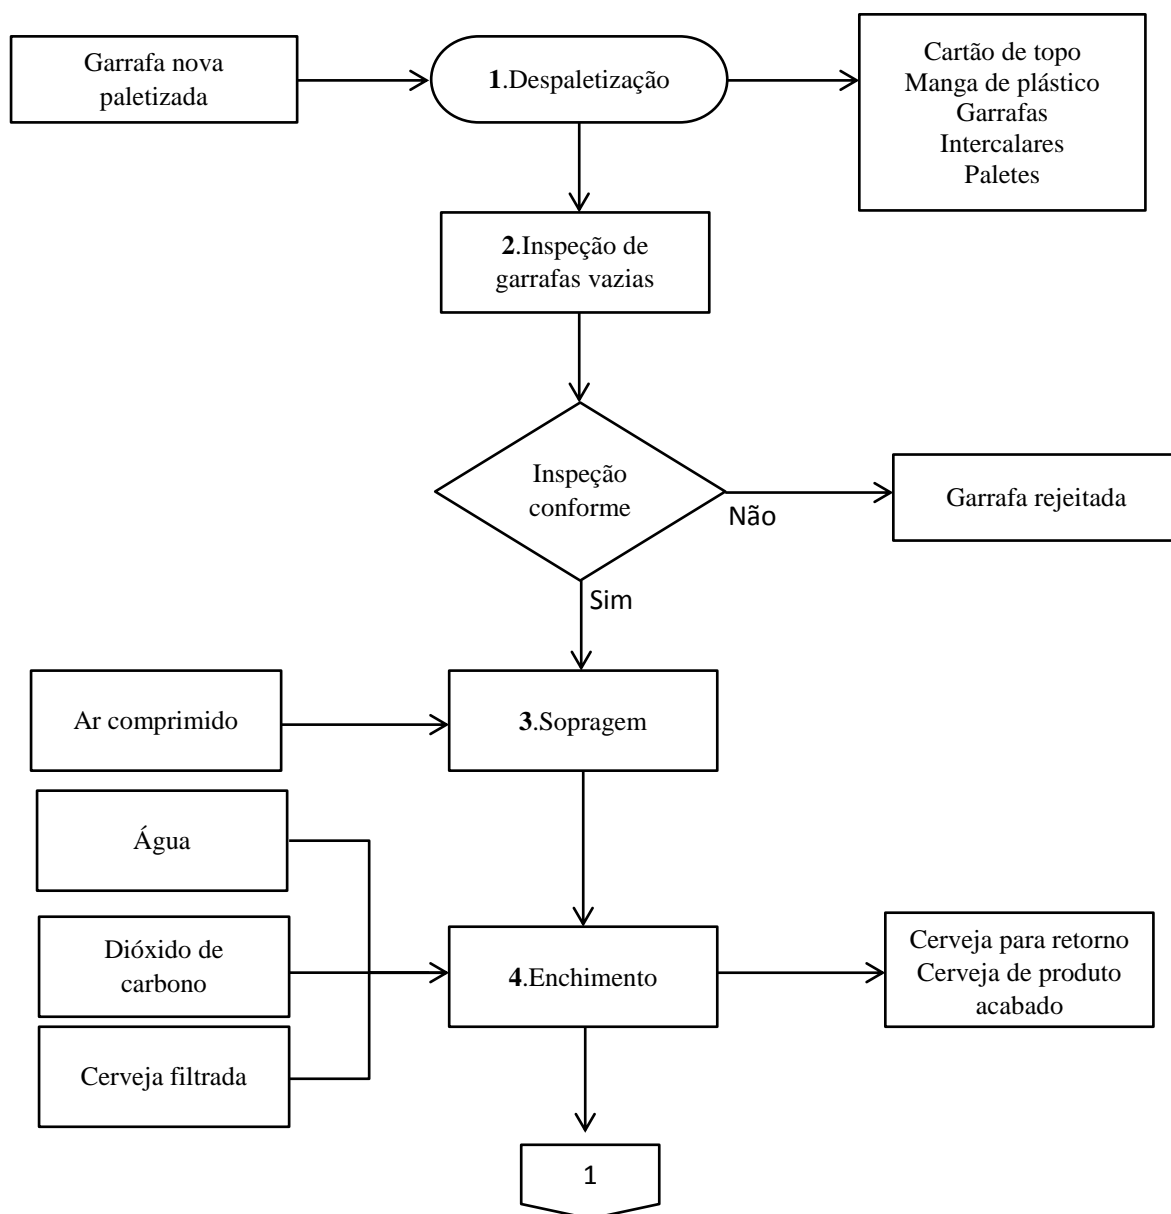 Garrafa nova
paletizada
1.Despaletização
Cartão de topo
Manga de plástico
Garrafas
Intercalares
Paletes
2.Inspeção de
garrafas vazias
Inspeção
conforme
Não
Garrafa rejeitada
Sim
Ar comprimido
3.Sopragem
Água
Dióxido de
carbono
4.Enchimento
Cerveja para retorno
Cerveja de produto
acabado
Cerveja filtrada
1